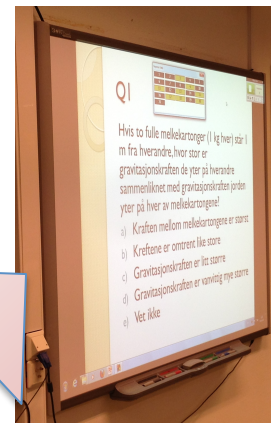 Q1
Hvis to fulle melkekartonger (1 kg hver) står 1
m fra hverandre, hvor stor er
gravitasjonskraften de yter på hverandre
sammenliknet med gravitasjonskraften jorden
yter på hver av melkekartongene?
a) Kraften mellom melkekartongene er størst
b) Kreftene er omtrent like store
c) Gravitasjonskraften er litt større
d) Gravitasjonskraften er vanvittig mye større
e) Vet ikke